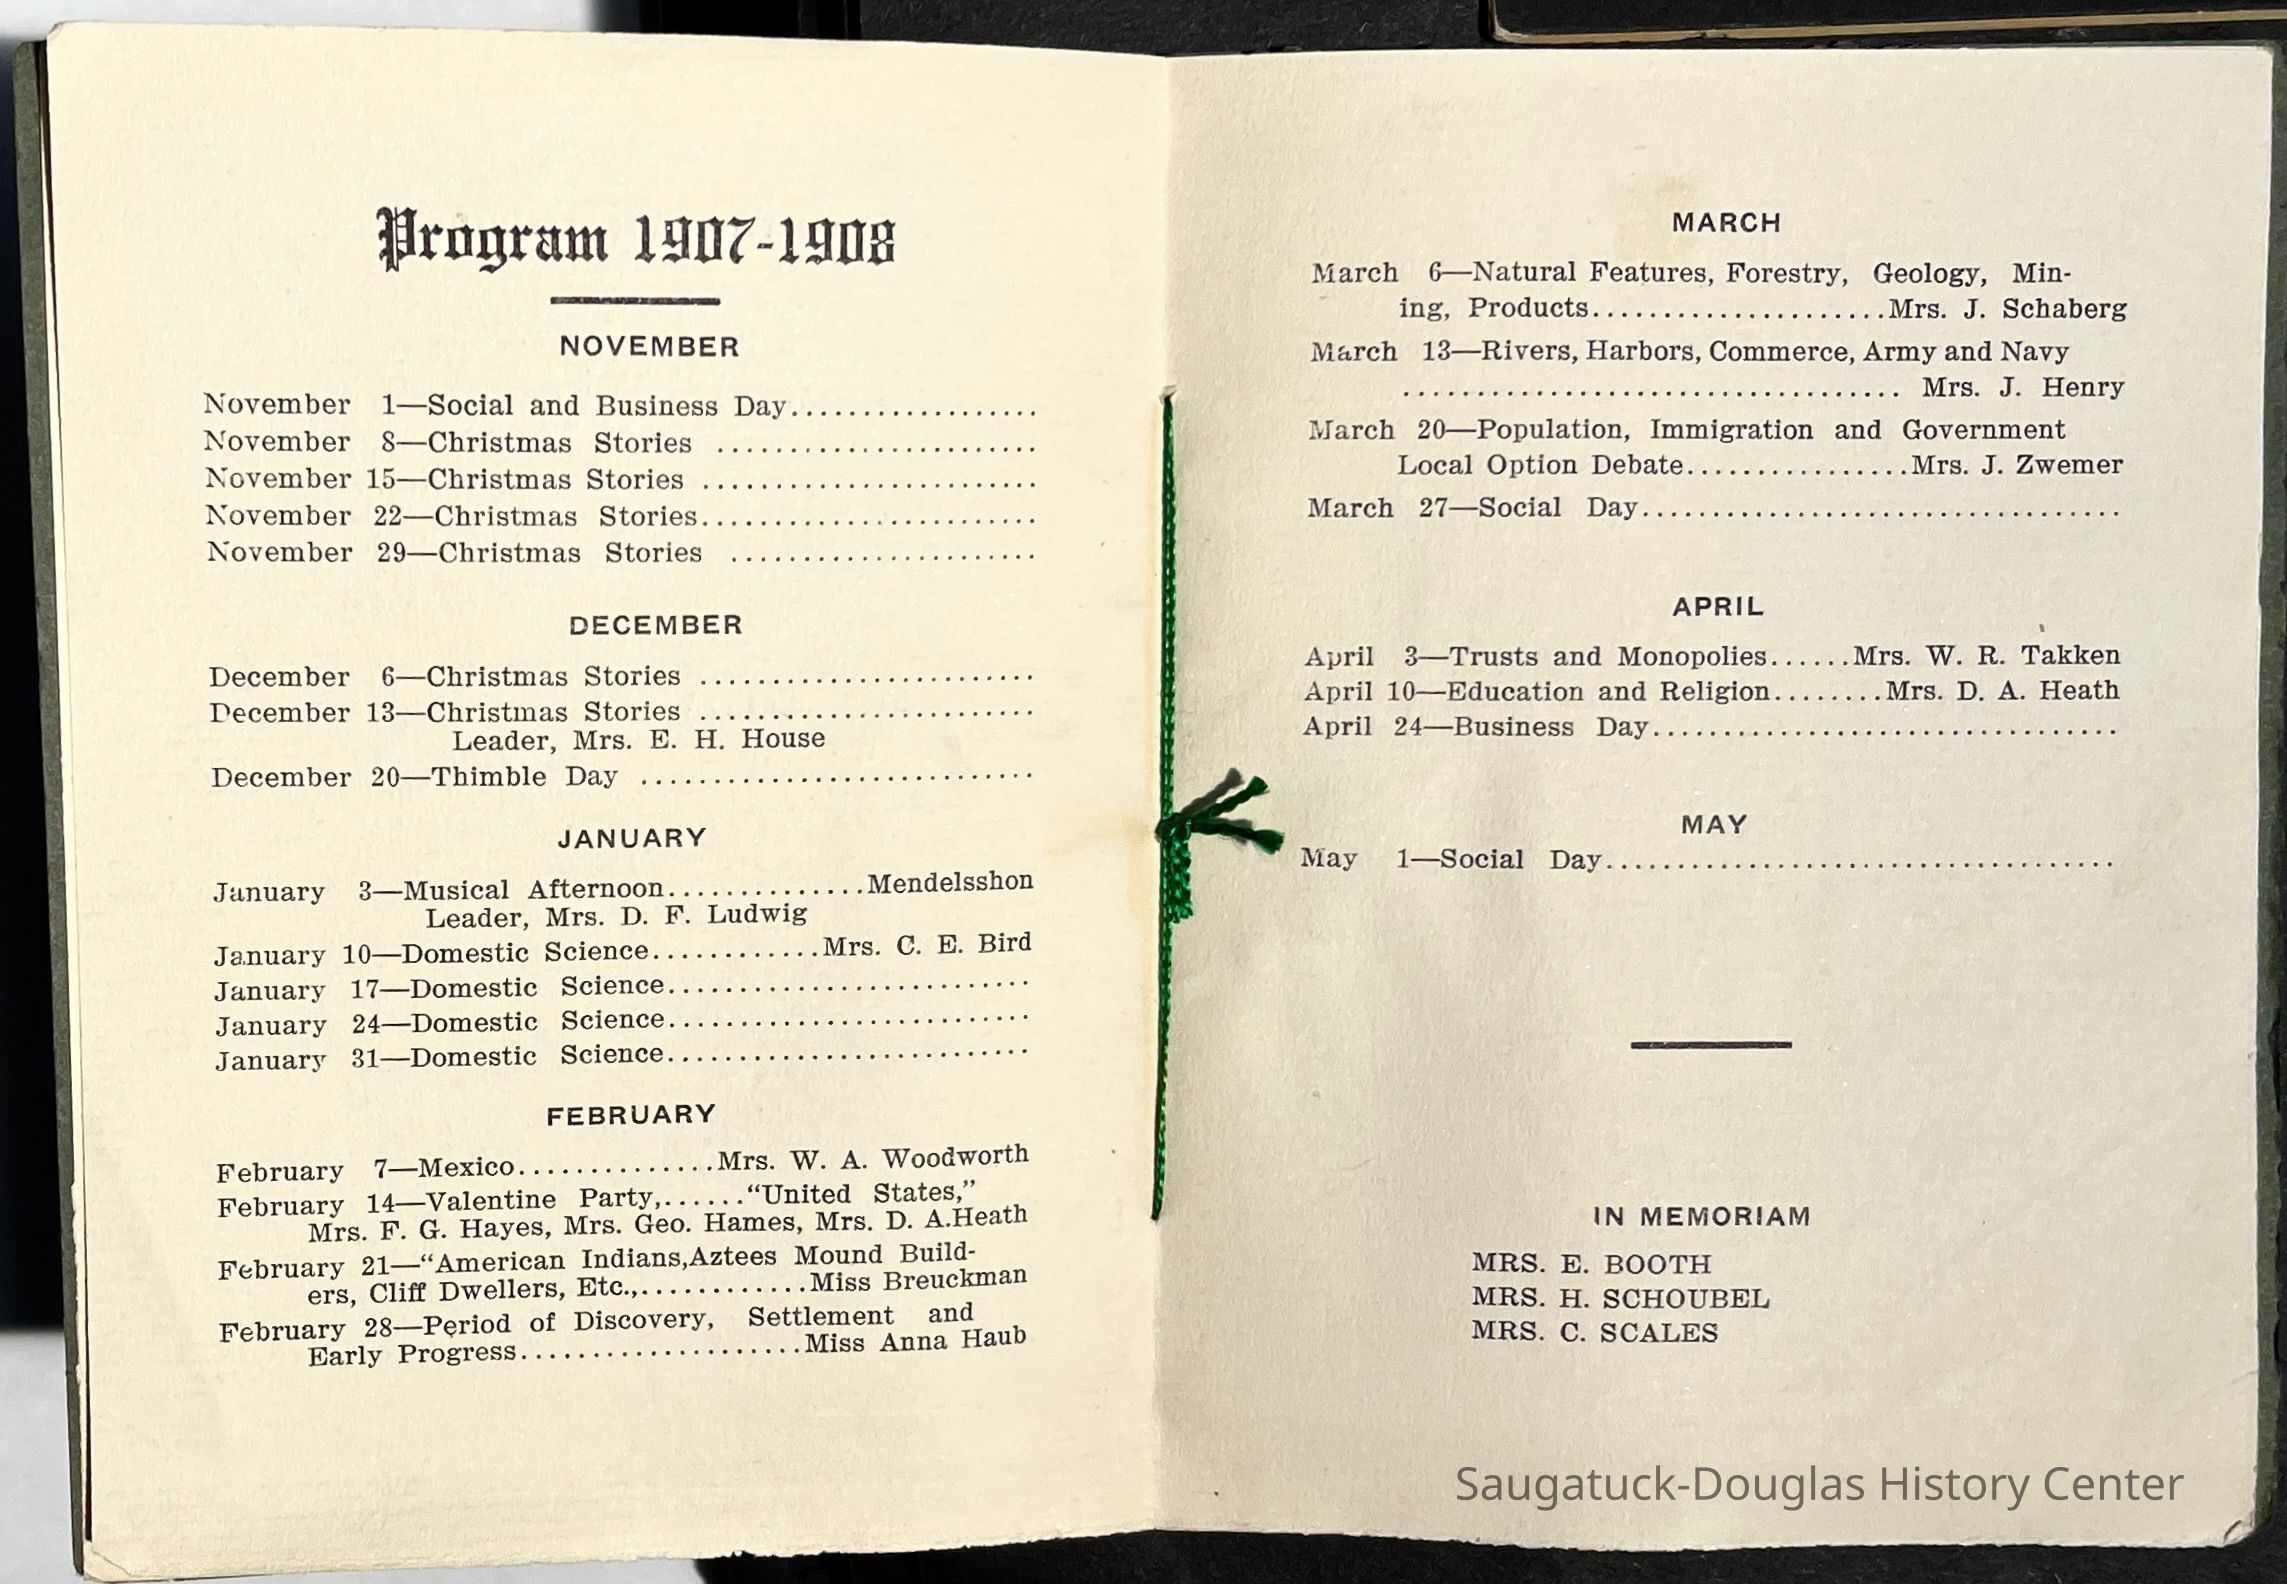 Program 1907-1908
NOVEMBER
November 1—Social and Business Day..................
November 8—Christmas Stories .......................
November 15—Christmas Stories ........................
November 22—Christmas Stories........................
November 29—Christmas Stories ......................
DECEMBER
December 6—Christmas Stories ........................
December 13—Christmas Stories ........................
Leader, Mrs. E. H. House
December 20—Thimble Day ............................
JANUARY
January 3—Musical Afternoon..............Mendelsshon
Leader, Mrs. D. F. Ludwig
January 10—Domestic Science............Mrs. C. E. Bird
January 17—Domestic Science..........................
January 24—Domestic Science..........................
January 31—Domestic Science..........................
FEBRUARY
February 7—Mexico..............Mrs. W. A. Woodworth
February 14—Valentine Party,......"United States,"
Mrs. F. G. Hayes, Mrs. Geo. Hames, Mrs. D. A.Heath
February 21—"American Indians,Aztees Mound Build-
ers, Cliff Dwellers, Etc.,............Miss Breuckman
February 28—Period of Discovery, Settlement and
Early Progress....................Miss Anna Haub
MARCH
March 6—Natural Features, Forestry, Geology, Min-
ing, Products.....................Mrs. J. Schaberg
March 13—Rivers, Harbors, Commerce, Army and Navy
................................... Mrs. J. Henry
March 20—Population, Immigration and Government
Local Option Debate................Mrs. J. Zwemer
March 27—Social Day..................................
APRIL
April 3—Trusts and Monopolies......Mrs. W. R. Takken
April 10—Education and Religion........Mrs. D. A. Heath
April 24—Business Day.................................
MAY
May 1—Social Day....................................
IN MEMORIAM
MRS. E. BOOTH
MRS. H. SCHOUBEL
MRS. C. SCALES
Saugatuck-Douglas History Center